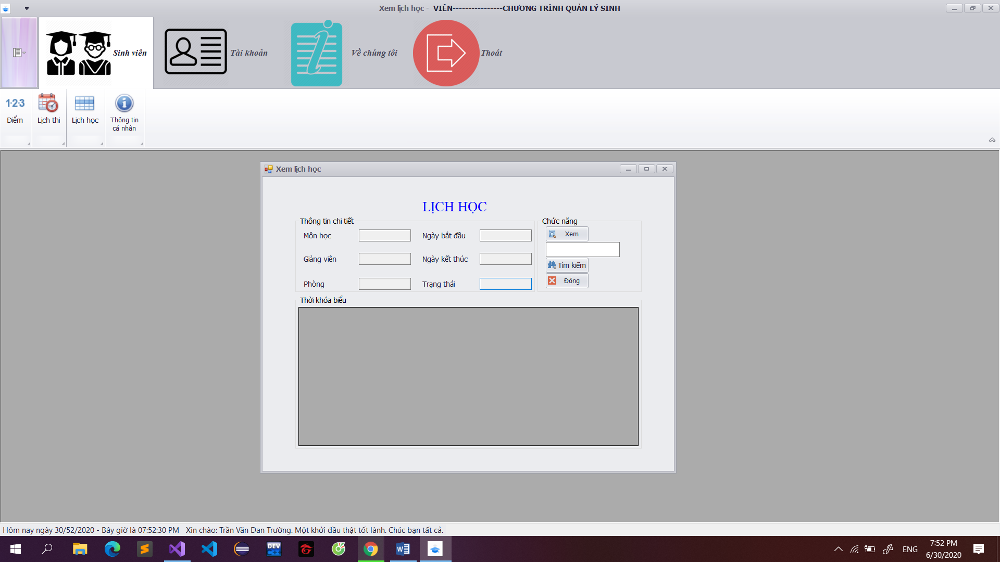 Xem lịch học -  VIÊN----------------CHƯƠNG TRÌNH QUẢN LÝ SINH
Sinh viên
Tài khoản
Về chúng tôi
Thoát
1·2·3
Điểm
Lịch thi
Lịch học
Thông tin
cá nhân
Xem lịch học
LỊCH HỌC
Thông tin chi tiết
Môn học
Ngày bắt đầu
Giảng viên
Ngày kết thúc
Phòng
Trạng thái
Chức năng
Xem
Tìm kiếm
Đóng
Thời khóa biểu
Hôm nay ngày 30/52/2020 - Bây giờ là 07:52:30 PM   Xin chào: Trần Văn Đan Trường. Một khởi đầu thật tốt lành. Chúc bạn tất cả.
DEV
C++
ENG
7:52 PM
6/30/2020